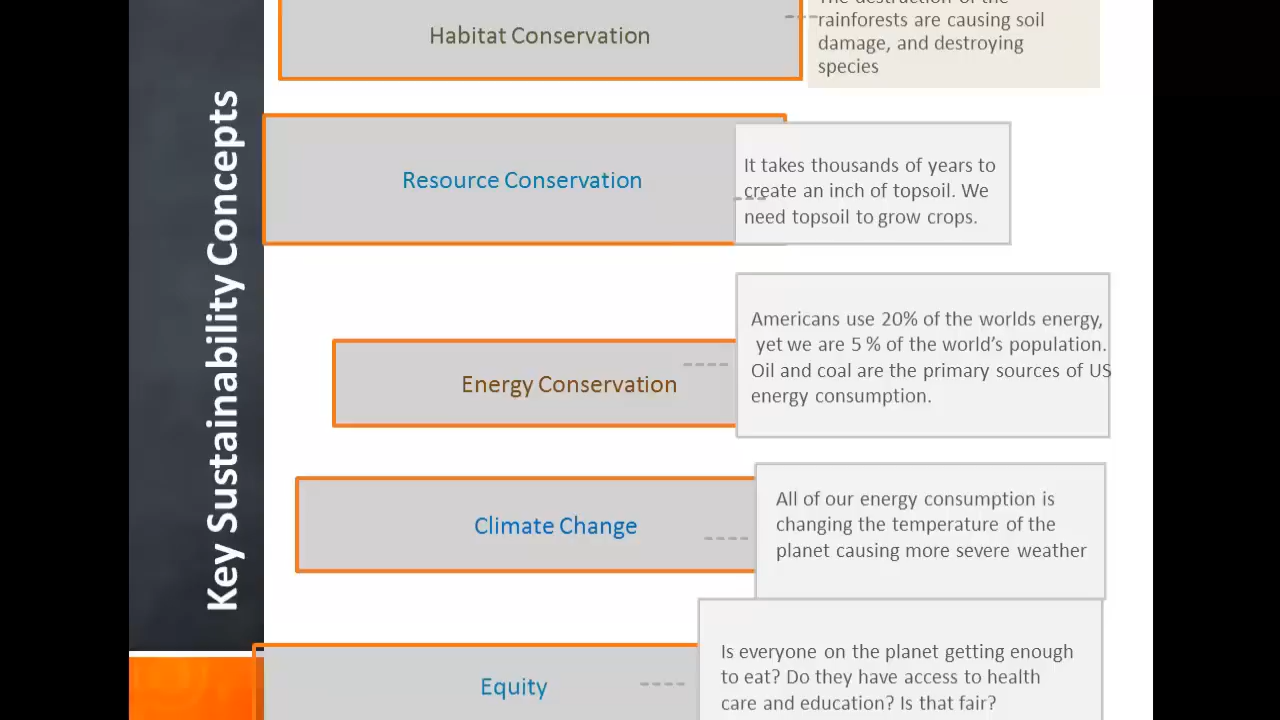 Key Sustainability Concepts
Habitat Conservation
The destruction of the
rainforests are causing soil
damage, and destroying
species
Resource Conservation
It takes thousands of years to
create an inch of topsoil. We
need topsoil to grow crops.
Energy Conservation
Americans use 20% of the worlds energy,
yet we are 5 % of the world's population.
Oil and coal are the primary sources of US
energy consumption.
Climate Change
All of our energy consumption is
changing the temperature of the
planet causing more severe weather
Equity
Is everyone on the planet getting enough
to eat? Do they have access to health
care and education? Is that fair?